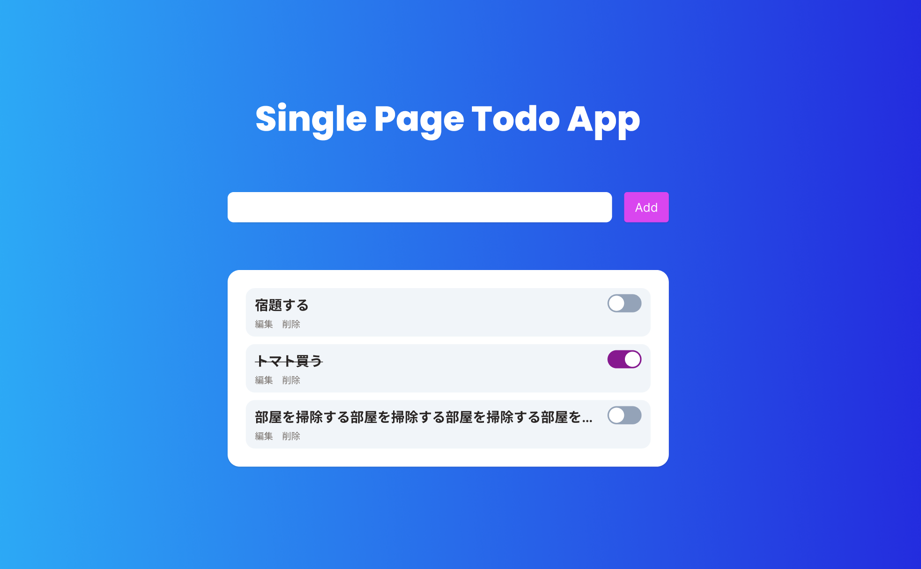 Single Page Todo App
Add
宿題する
編集 削除
トマト買う
編集 削除
部屋を掃除する部屋を掃除する部屋を掃除する部屋を...
編集 削除